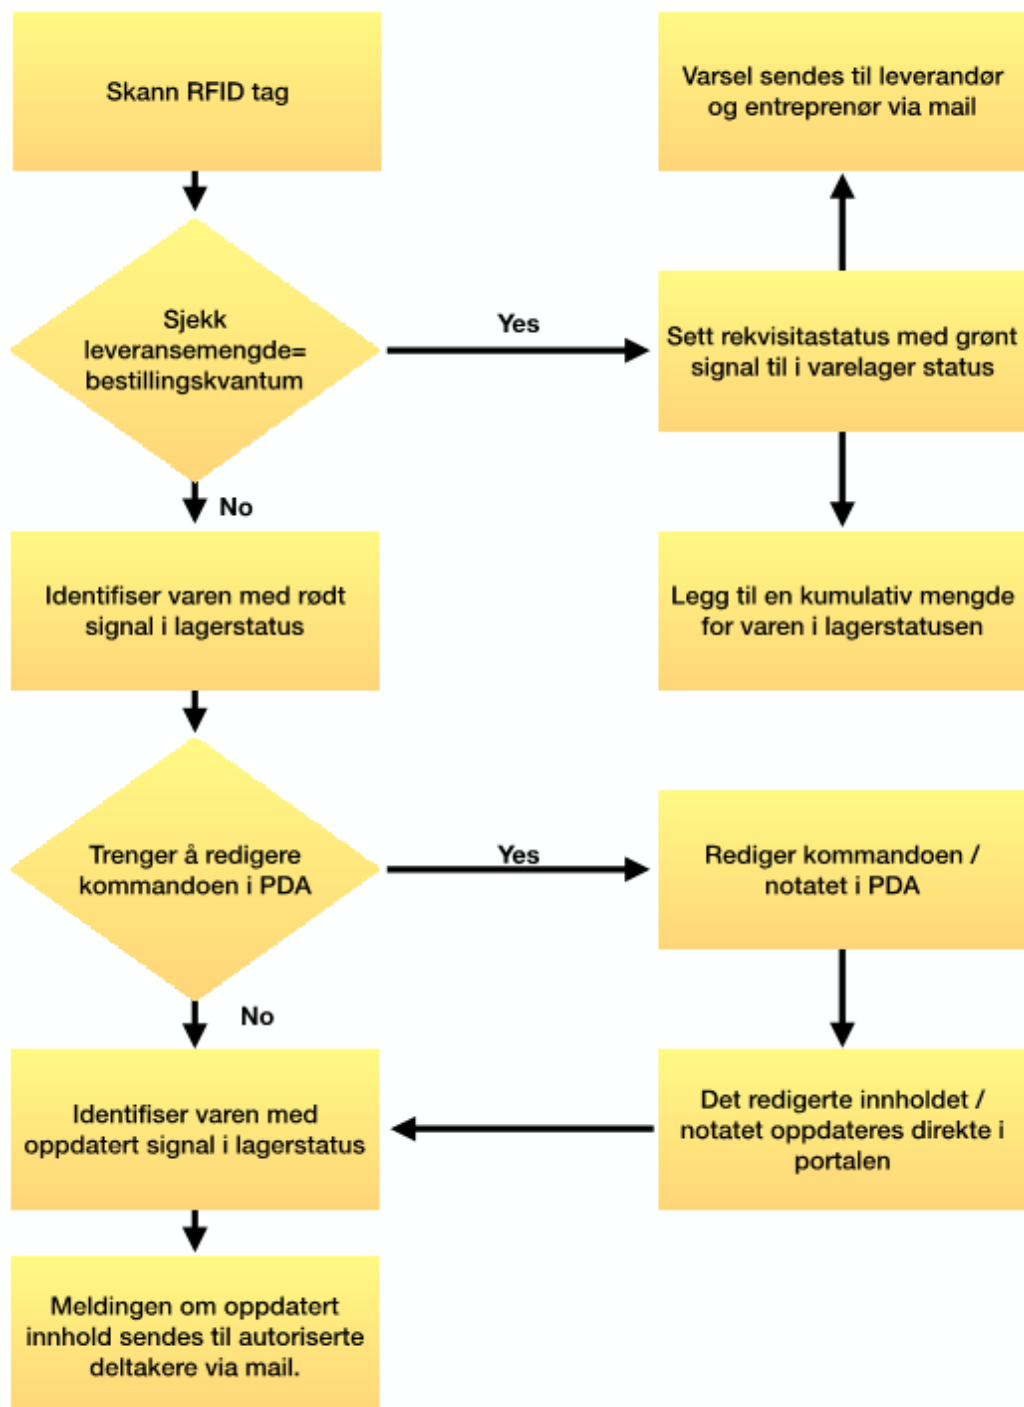 Skann RFID tag
Varsel sendes til leverandør
og entreprenør via mail
Sjekk
leveransemengde=
bestillingskvantum
Yes
Sett rekvisitastatus med grønt
signal til i varelager status
No
Identifiser varen med rødt
signal i lagerstatus
Legg til en kumulativ mengde
for varen i lagerstatusen
Trenger å redigere
kommandoen i PDA
Yes
Rediger kommandoen /
notatet i PDA
No
Identifiser varen med
oppdatert signal i lagerstatus
Det redigerte innholdet /
notatet oppdateres direkte i
portalen
Meldingen om oppdatert
innhold sendes til autoriserte
deltakere via mail.